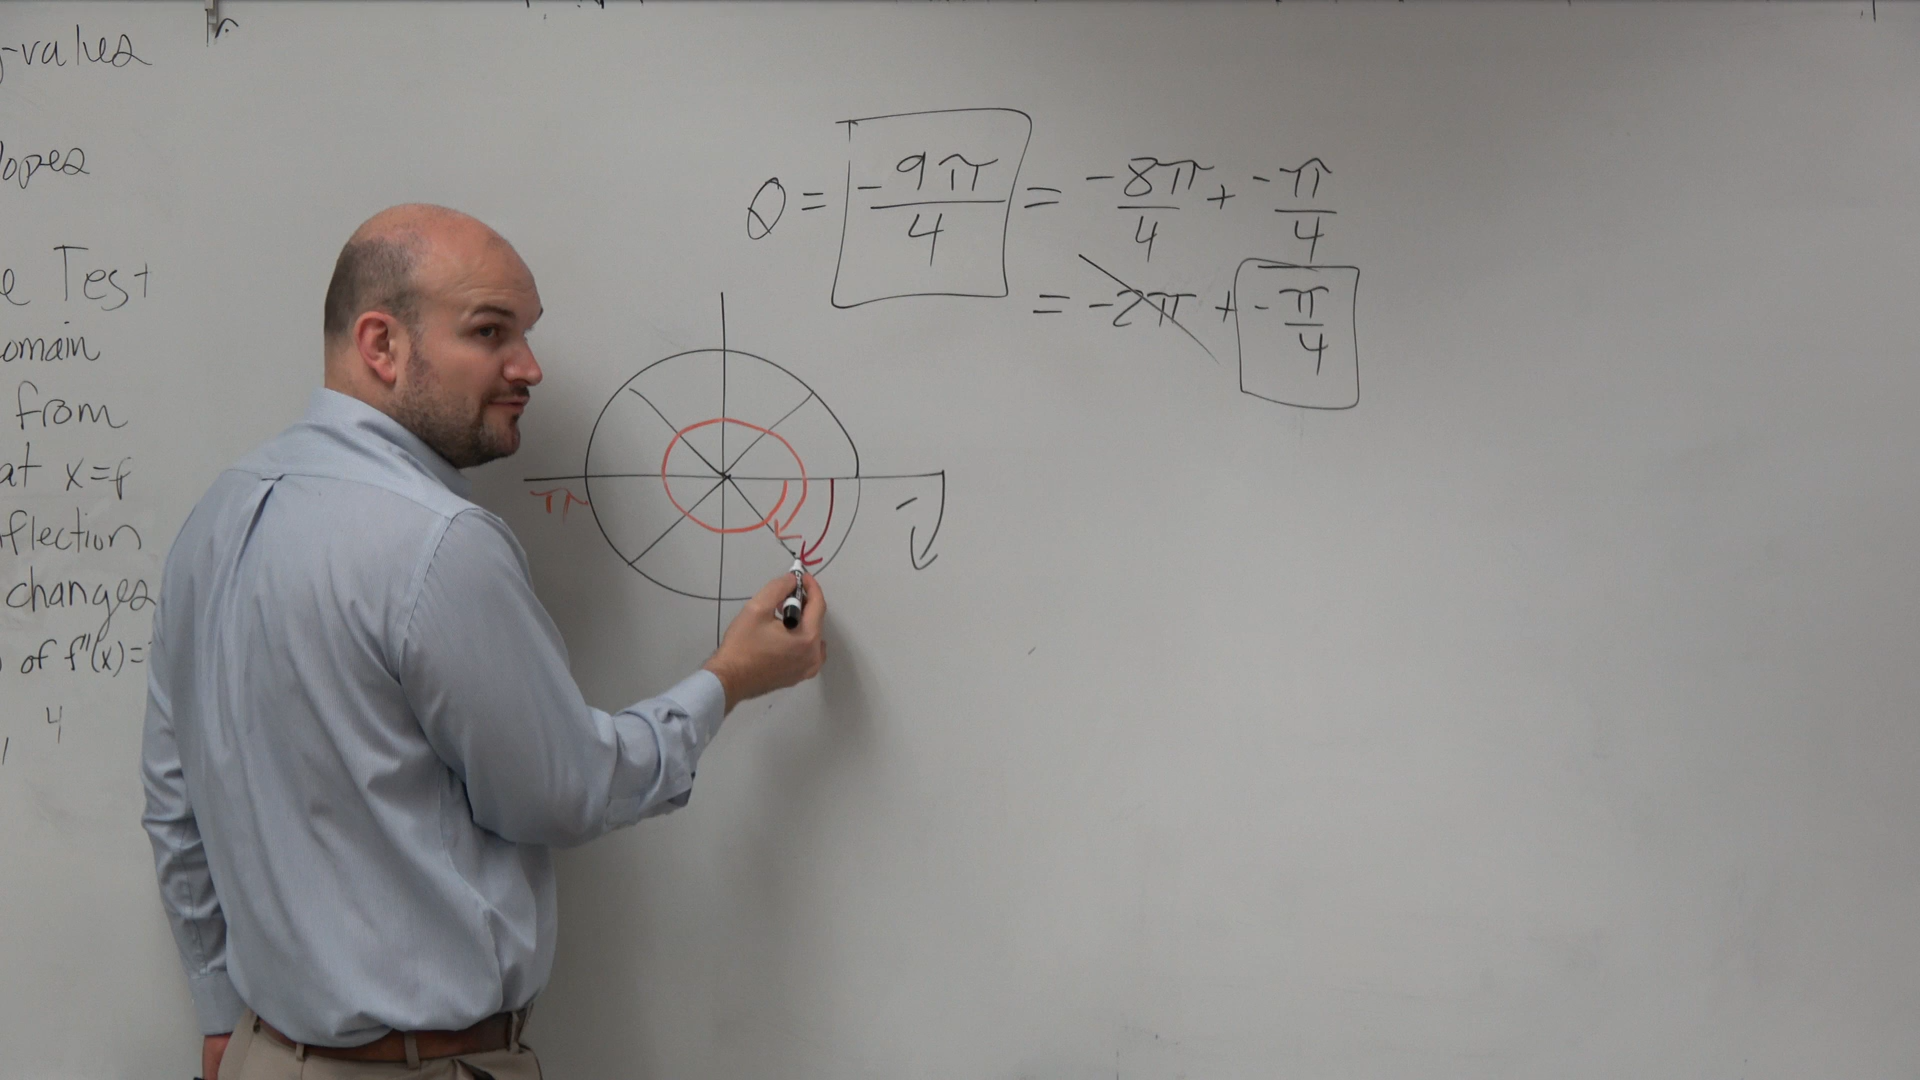 -values
lopes
e Test
omain
from
at x=f
flection
changes
of f"(x)=
4
θ = -9π/4 = -8π/4 + -π/4
= -2π + -π/4
π
-